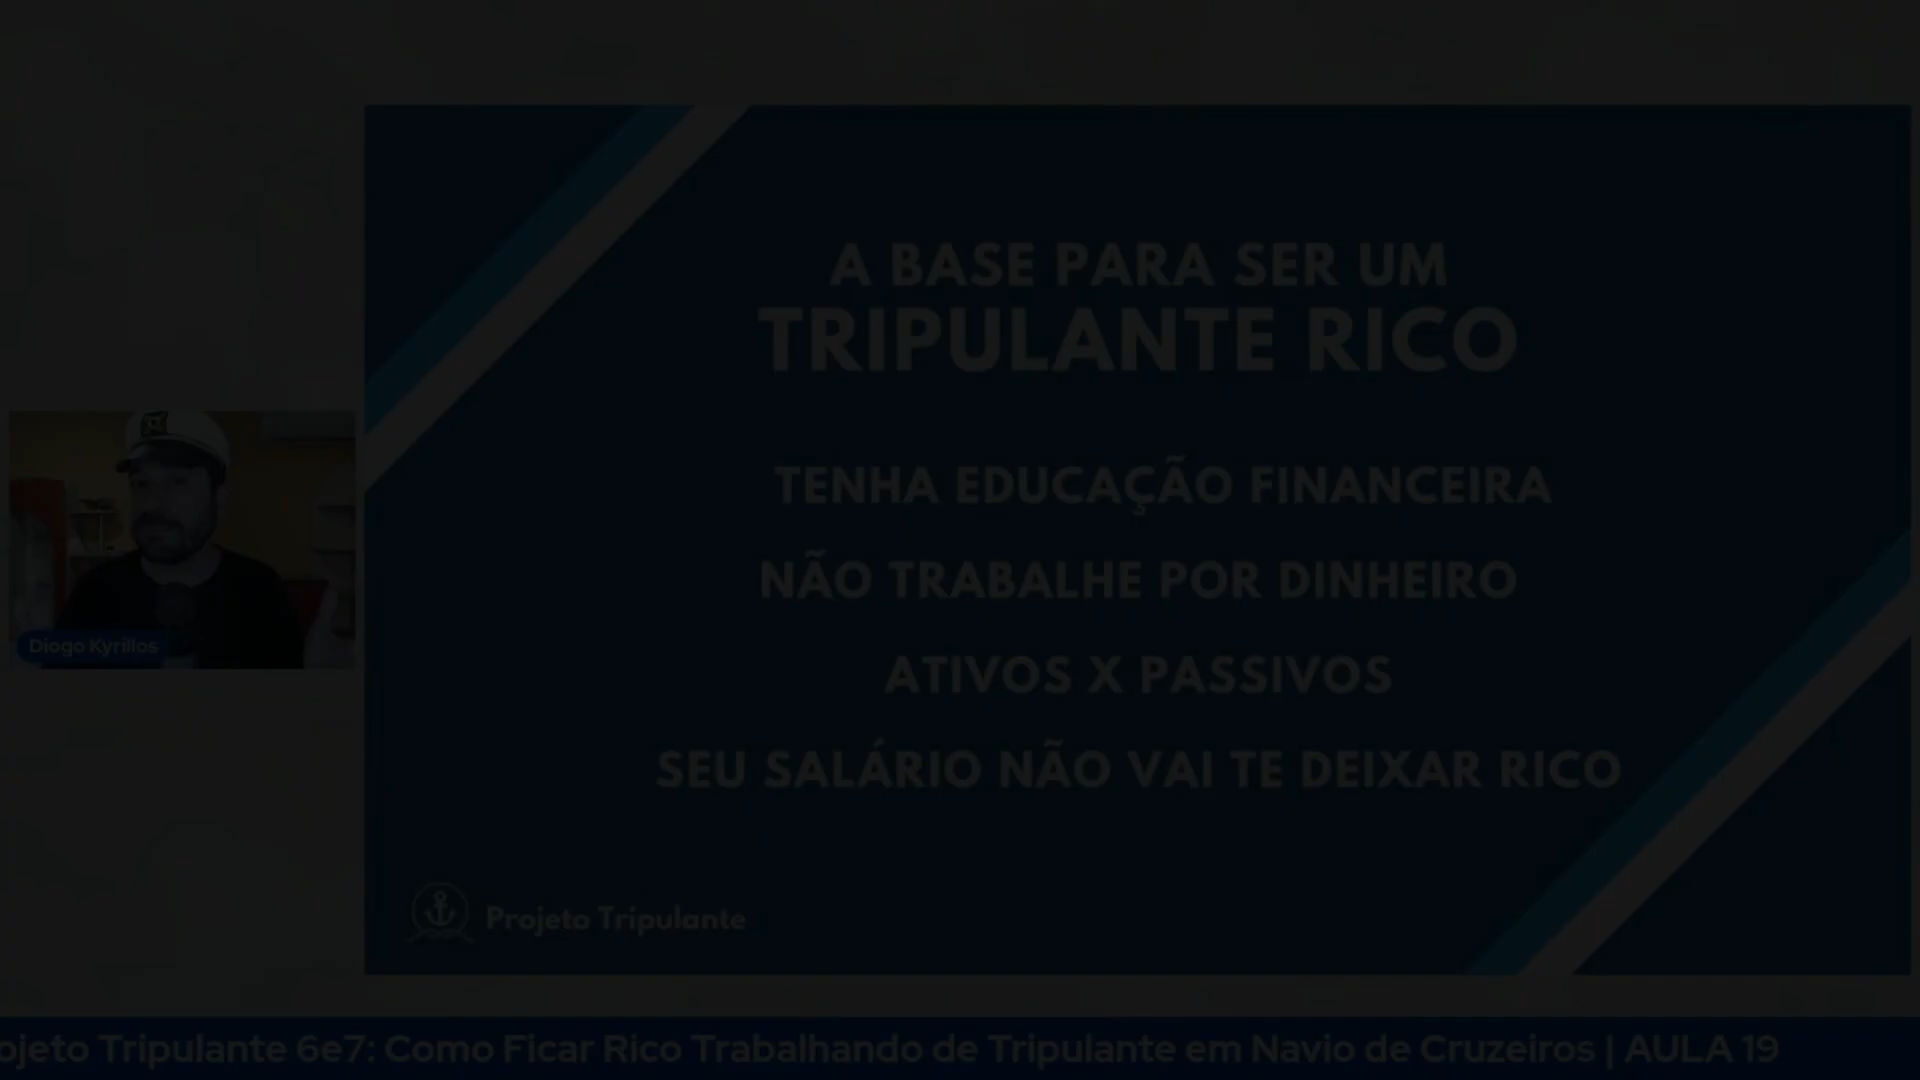 A BASE PARA SER UM
TRIPULANTE RICO
TENHA EDUCAÇÃO FINANCEIRA
NÃO TRABALHE POR DINHEIRO
ATIVOS X PASSIVOS
SEU SALÁRIO NÃO VAI TE DEIXAR RICO
Diogo Kyrillos
Projeto Tripulante
ojeto Tripulante 6e7: Como Ficar Rico Trabalhando de Tripulante em Navio de Cruzeiros | AULA 19